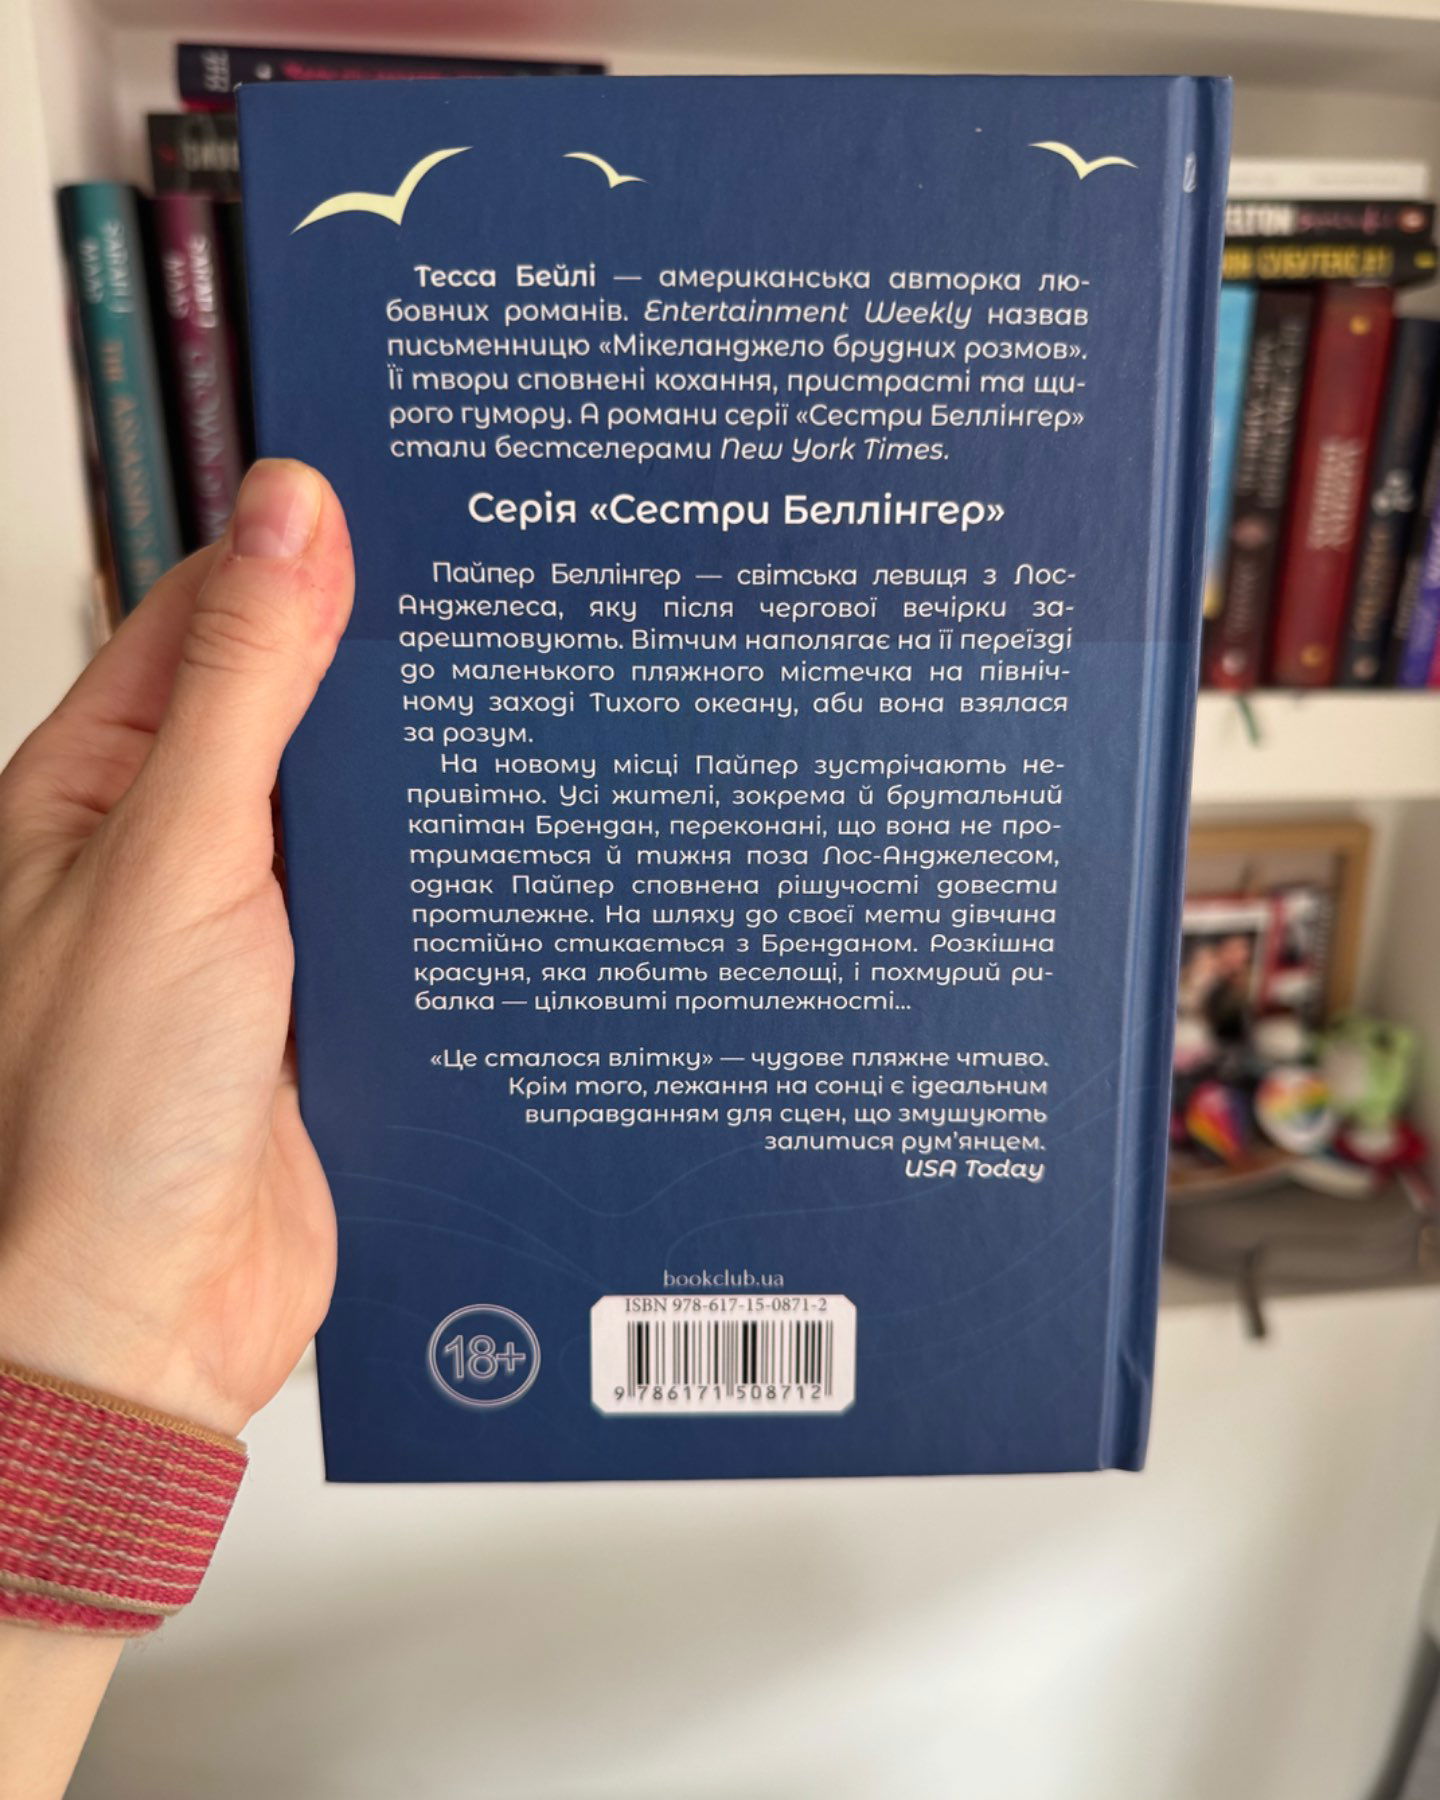 Тесса Бейлі — американська авторка лю-
бовних романів. Entertainment Weekly назвав
письменницю «Мікеланджело брудних розмов».
Її твори сповнені кохання, пристрасті та щи-
рого гумору. А романи серії «Сестри Беллінгер»
стали бестселерами New York Times.
Серія «Сестри Беллінгер»
Пайпер Беллінгер — світська левиця з Лос-
Анджелеса, яку після чергової вечірки за-
арештовують. Вітчим наполягає на її переїзді
до маленького пляжного містечка на північ-
ному заході Тихого океану, аби вона взялася
за розум.
На новому місці Пайпер зустрічають не-
привітно. Усі жителі, зокрема й брутальний
капітан Брендан, переконані, що вона не про-
тримається й тижня поза Лос-Анджелесом,
однак Пайпер сповнена рішучості довести
протилежне. На шляху до своєї мети дівчина
постійно стикається з Бренданом. Розкішна
красуня, яка любить веселощі, і похмурий ри-
балка — цілковиті протилежності...
«Це сталося влітку» — чудове пляжне чтиво.
Крім того, лежання на сонці є ідеальним
виправданням для сцен, що змушують
залитися рум'янцем.
USA Today
bookclub.ua
ISBN 978-617-15-0871-2
18+
9 786171 508712
SARAH J.
MAAS
SARAH J.
MAAS
CROWN
ELTON